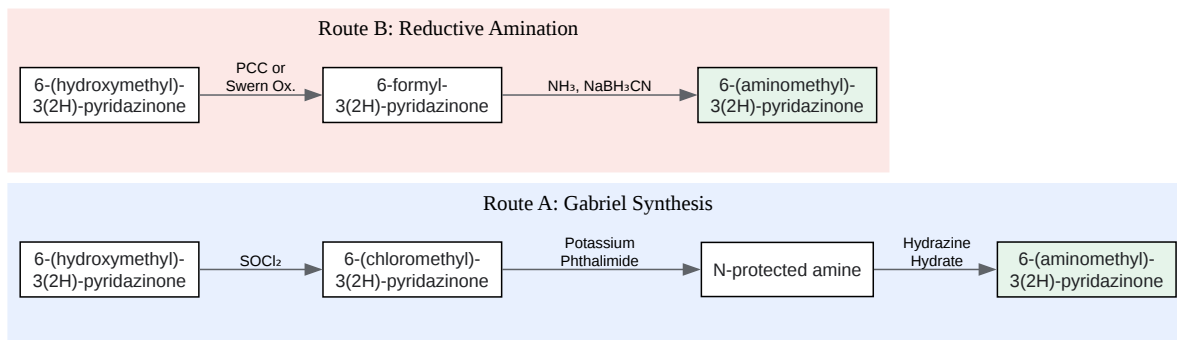 Route B: Reductive Amination
6-(hydroxymethyl)-
3(2H)-pyridazinone
PCC or
Swern Ox.
6-formyl-
3(2H)-pyridazinone
NH₃, NaBH₃CN
6-(aminomethyl)-
3(2H)-pyridazinone
Route A: Gabriel Synthesis
6-(hydroxymethyl)-
3(2H)-pyridazinone
SOCl₂
6-(chloromethyl)-
3(2H)-pyridazinone
Potassium
Phthalimide
N-protected amine
Hydrazine
Hydrate
6-(aminomethyl)-
3(2H)-pyridazinone